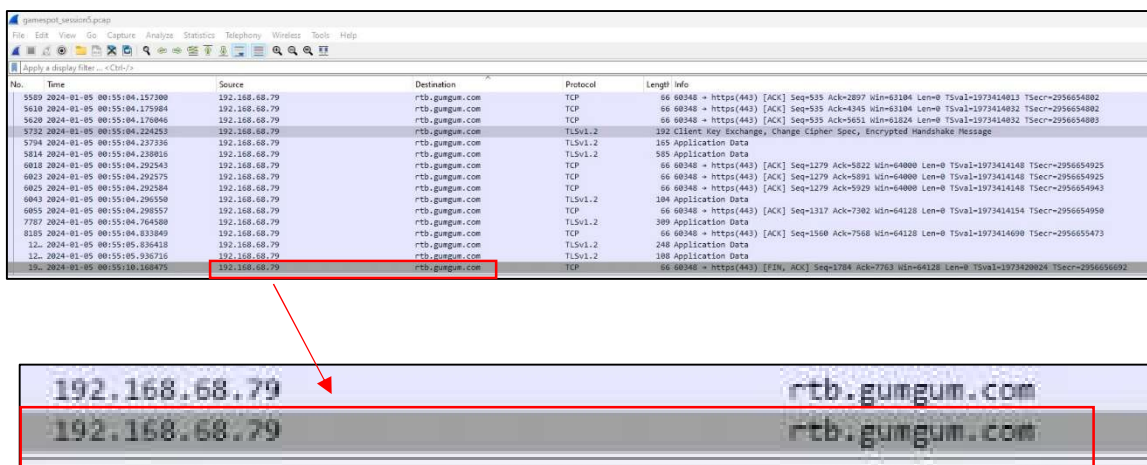 gamespot_session5.pcap
File Edit View Go Capture Analyze Statistics Telephony Wireless Tools Help
Apply a display filter ... <Ctrl-/>
No. Time Source Destination Protocol Length Info
5589 2024-01-05 00:55:04.157300 192.168.68.79 rtb.gumgum.com TCP 66 60348 → https(443) [ACK] Seq=535 Ack=2897 Win=63104 Len=0 TSval=1973414013 TSecr=2956654802
5610 2024-01-05 00:55:04.175984 192.168.68.79 rtb.gumgum.com TCP 66 60348 → https(443) [ACK] Seq=535 Ack=4345 Win=63104 Len=0 TSval=1973414032 TSecr=2956654802
5620 2024-01-05 00:55:04.176046 192.168.68.79 rtb.gumgum.com TCP 66 60348 → https(443) [ACK] Seq=535 Ack=5651 Win=61824 Len=0 TSval=1973414032 TSecr=2956654803
5732 2024-01-05 00:55:04.224253 192.168.68.79 rtb.gumgum.com TLSv1.2 192 Client Key Exchange, Change Cipher Spec, Encrypted Handshake Message
5794 2024-01-05 00:55:04.237336 192.168.68.79 rtb.gumgum.com TLSv1.2 165 Application Data
5814 2024-01-05 00:55:04.238016 192.168.68.79 rtb.gumgum.com TLSv1.2 585 Application Data
6018 2024-01-05 00:55:04.292543 192.168.68.79 rtb.gumgum.com TCP 66 60348 → https(443) [ACK] Seq=1279 Ack=5822 Win=64000 Len=0 TSval=1973414148 TSecr=2956654925
6023 2024-01-05 00:55:04.292575 192.168.68.79 rtb.gumgum.com TCP 66 60348 → https(443) [ACK] Seq=1279 Ack=5891 Win=64000 Len=0 TSval=1973414148 TSecr=2956654925
6025 2024-01-05 00:55:04.292584 192.168.68.79 rtb.gumgum.com TCP 66 60348 → https(443) [ACK] Seq=1279 Ack=5929 Win=64000 Len=0 TSval=1973414148 TSecr=2956654943
6043 2024-01-05 00:55:04.296550 192.168.68.79 rtb.gumgum.com TLSv1.2 104 Application Data
6055 2024-01-05 00:55:04.298557 192.168.68.79 rtb.gumgum.com TCP 66 60348 → https(443) [ACK] Seq=1317 Ack=7302 Win=64128 Len=0 TSval=1973414154 TSecr=2956654950
7787 2024-01-05 00:55:04.764580 192.168.68.79 rtb.gumgum.com TLSv1.2 309 Application Data
8185 2024-01-05 00:55:04.833849 192.168.68.79 rtb.gumgum.com TCP 66 60348 → https(443) [ACK] Seq=1560 Ack=7568 Win=64128 Len=0 TSval=1973414690 TSecr=2956655473
12… 2024-01-05 00:55:05.836418 192.168.68.79 rtb.gumgum.com TLSv1.2 248 Application Data
12… 2024-01-05 00:55:05.936716 192.168.68.79 rtb.gumgum.com TLSv1.2 108 Application Data
19… 2024-01-05 00:55:10.168475 192.168.68.79 rtb.gumgum.com TCP 66 60348 → https(443) [FIN, ACK] Seq=1784 Ack=7763 Win=64128 Len=0 TSval=1973420024 TSecr=2956656692
192.168.68.79 rtb.gumgum.com
192.168.68.79 rtb.gumgum.com